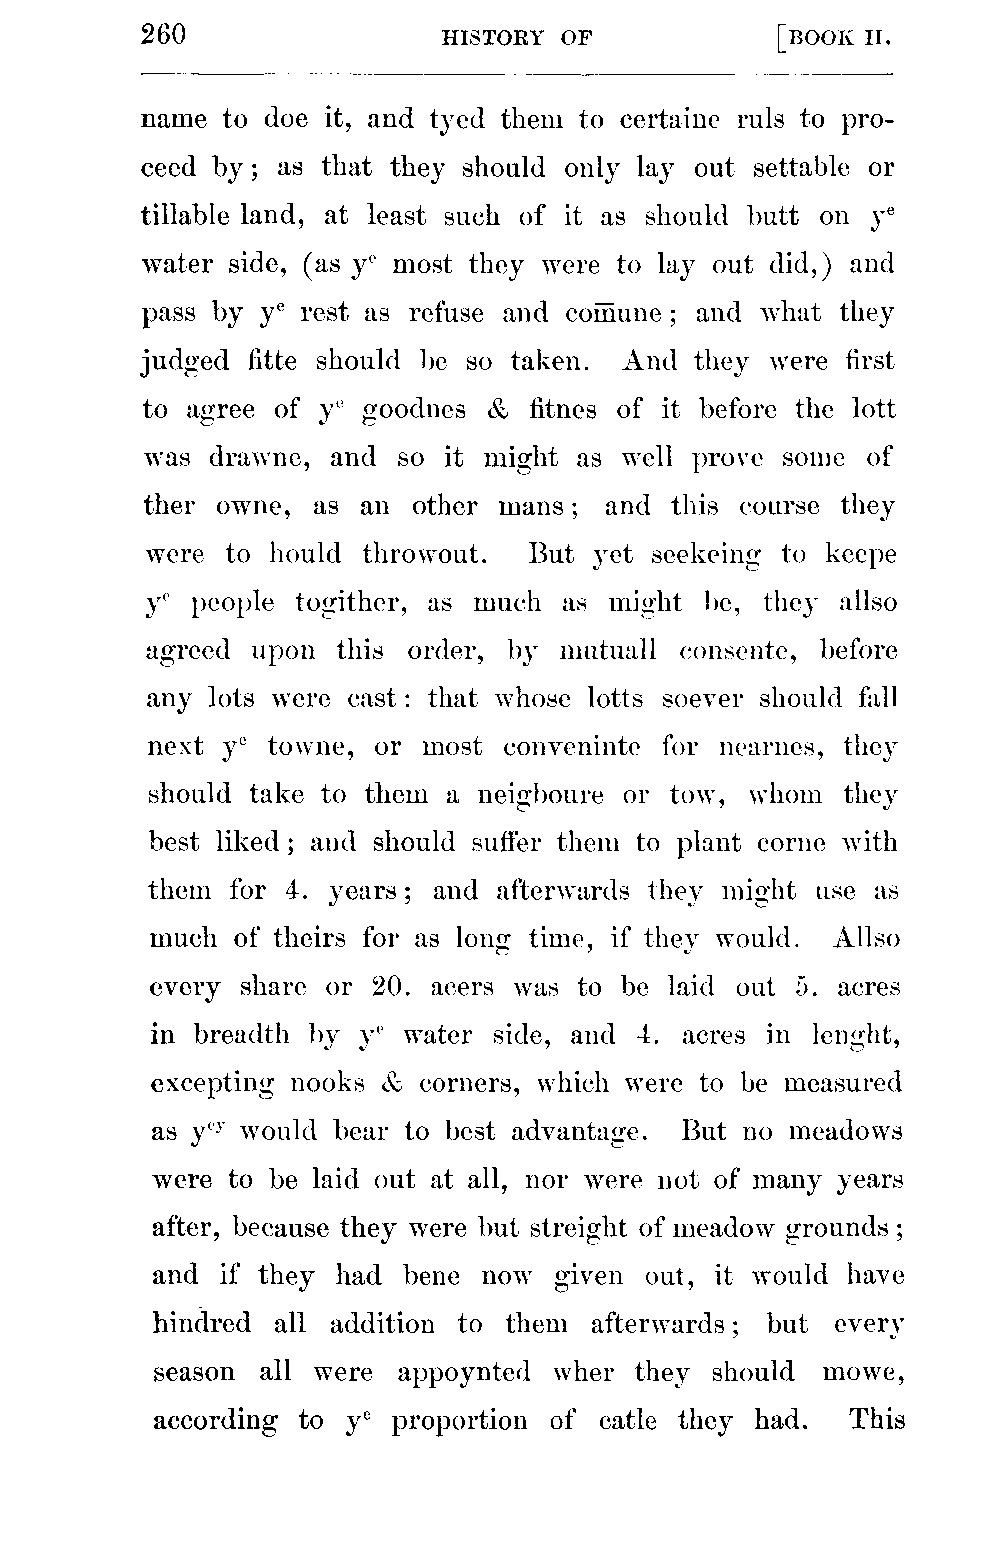 260 HISTORY OF [BOOK II.
name to doe it, and tyed them to certaine ruls to pro-
ceed by; as that they should only lay out settable or
tillable land, at least such of it as should butt on yᵉ
water side, (as yᵉ most they were to lay out did,) and
pass by yᵉ rest as refuse and com̅une; and what they
judged fitte should be so taken. And they were first
to agree of yᵉ goodnes & fitnes of it before the lott
was drawne, and so it might as well prove some of
ther owne, as an other mans; and this course they
were to hould throwout. But yet seekeing to keepe
yᵉ people togither, as much as might be, they allso
agreed upon this order, by mutuall consente, before
any lots were cast: that whose lotts soever should fall
next yᵉ towne, or most conveninte for nearnes, they
should take to them a neigboure or tow, whom they
best liked; and should suffer them to plant corne with
them for 4. years; and afterwards they might use as
much of theirs for as long time, if they would. Allso
every share or 20. acers was to be laid out 5. acres
in breadth by yᵉ water side, and 4. acres in lenght,
excepting nooks & corners, which were to be measured
as yᵉʸ would bear to best advantage. But no meadows
were to be laid out at all, nor were not of many years
after, because they were but streight of meadow grounds;
and if they had bene now given out, it would have
hindred all addition to them afterwards; but every
season all were appoynted wher they should mowe,
according to yᵉ proportion of catle they had. This